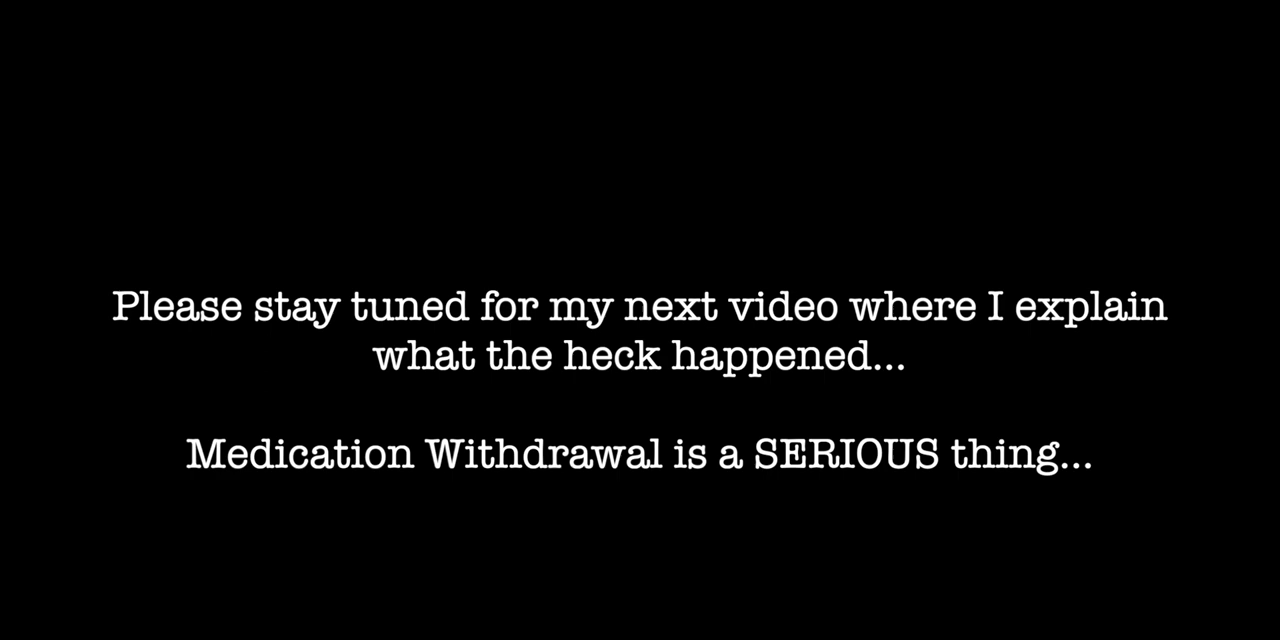 Please stay tuned for my next video where I explain
what the heck happened...
Medication Withdrawal is a SERIOUS thing...